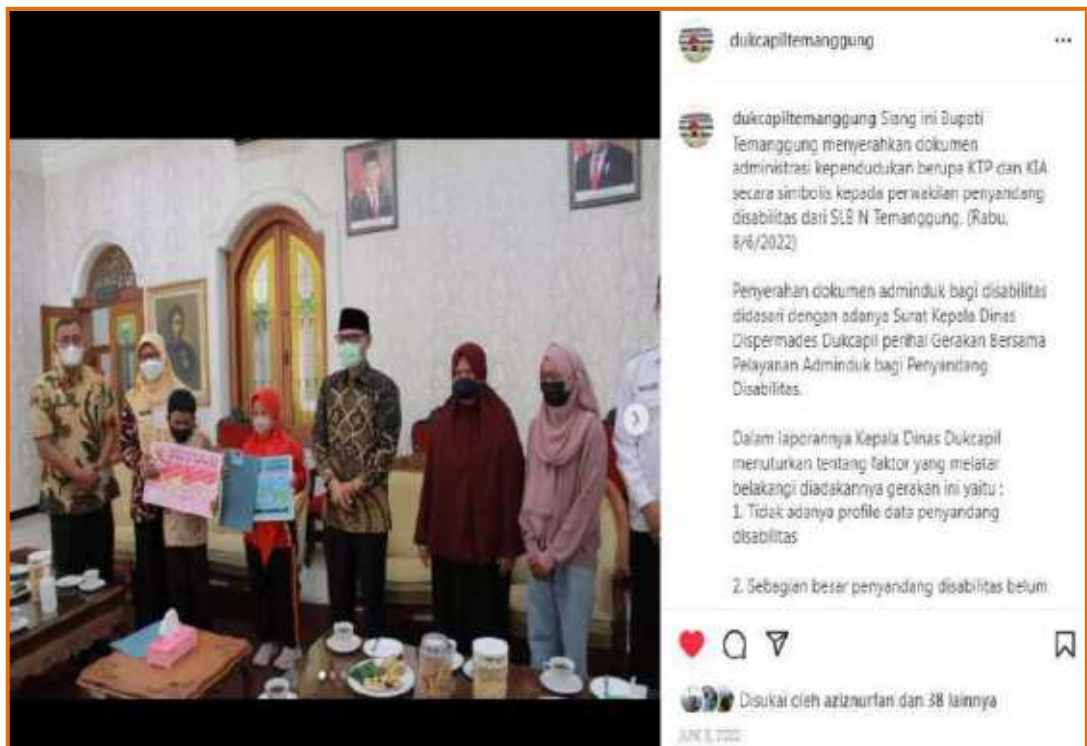 dukcapiltemanggung
dukcapiltemanggung Siang ini Bupati
Temanggung menyerahkan dokumen
administrasi kependudukan berupa KTP dan KIA
secara simbolis kepada perwakilan penyandang
disabilitas dari SLB N Temanggung. (Rabu,
8/6/2022)
Penyerahan dokumen adminduk bagi disabilitas
didasari dengan adanya Surat Kepala Dinas
Dispermades Dukcapil perihal Gerakan Bersama
Pelayanan Adminduk bagi Penyandang
Disabilitas.
Dalam laporannya Kepala Dinas Dukcapil
menuturkan tentang faktor yang melatar
belakangi diadakannya gerakan ini yaitu :
1. Tidak adanya profile data penyandang
disabilitas
2. Sebagian besar penyandang disabilitas belum
Disukai oleh aziznurfan dan 38 lainnya
JUNE 8, 2022